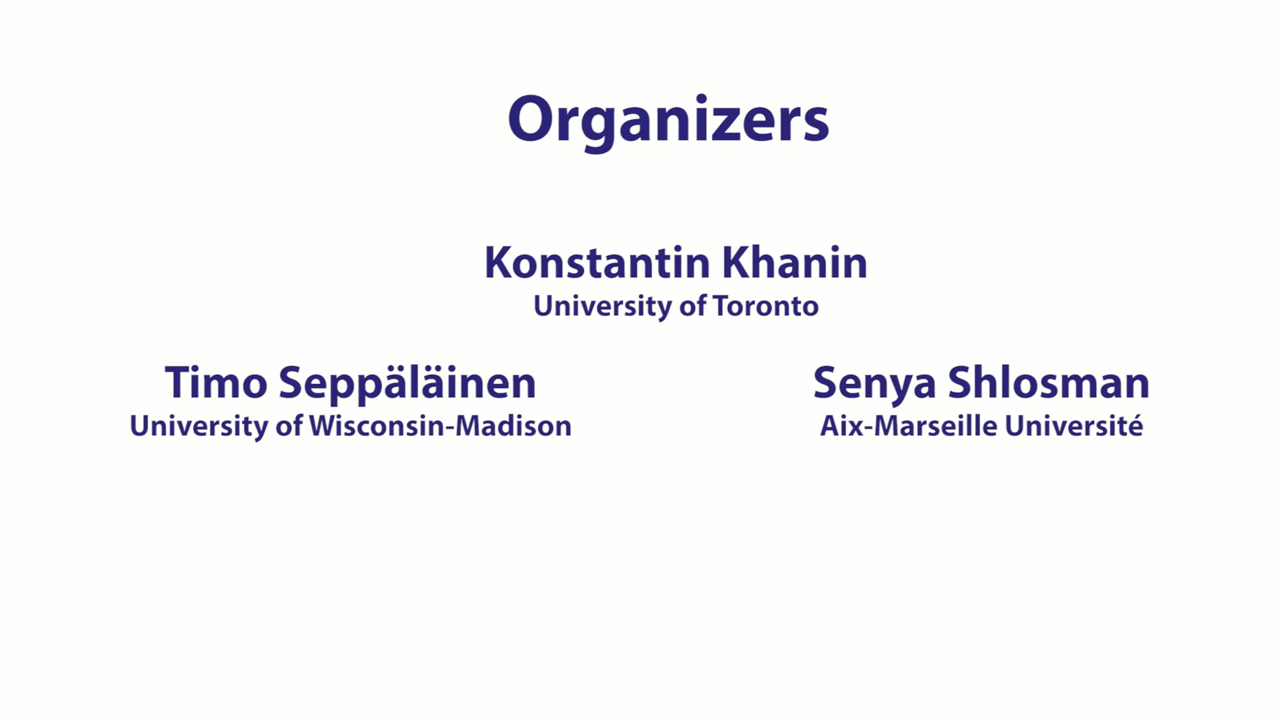 Organizers
Konstantin Khanin
University of Toronto
Timo Seppäläinen
University of Wisconsin-Madison
Senya Shlosman
Aix-Marseille Université